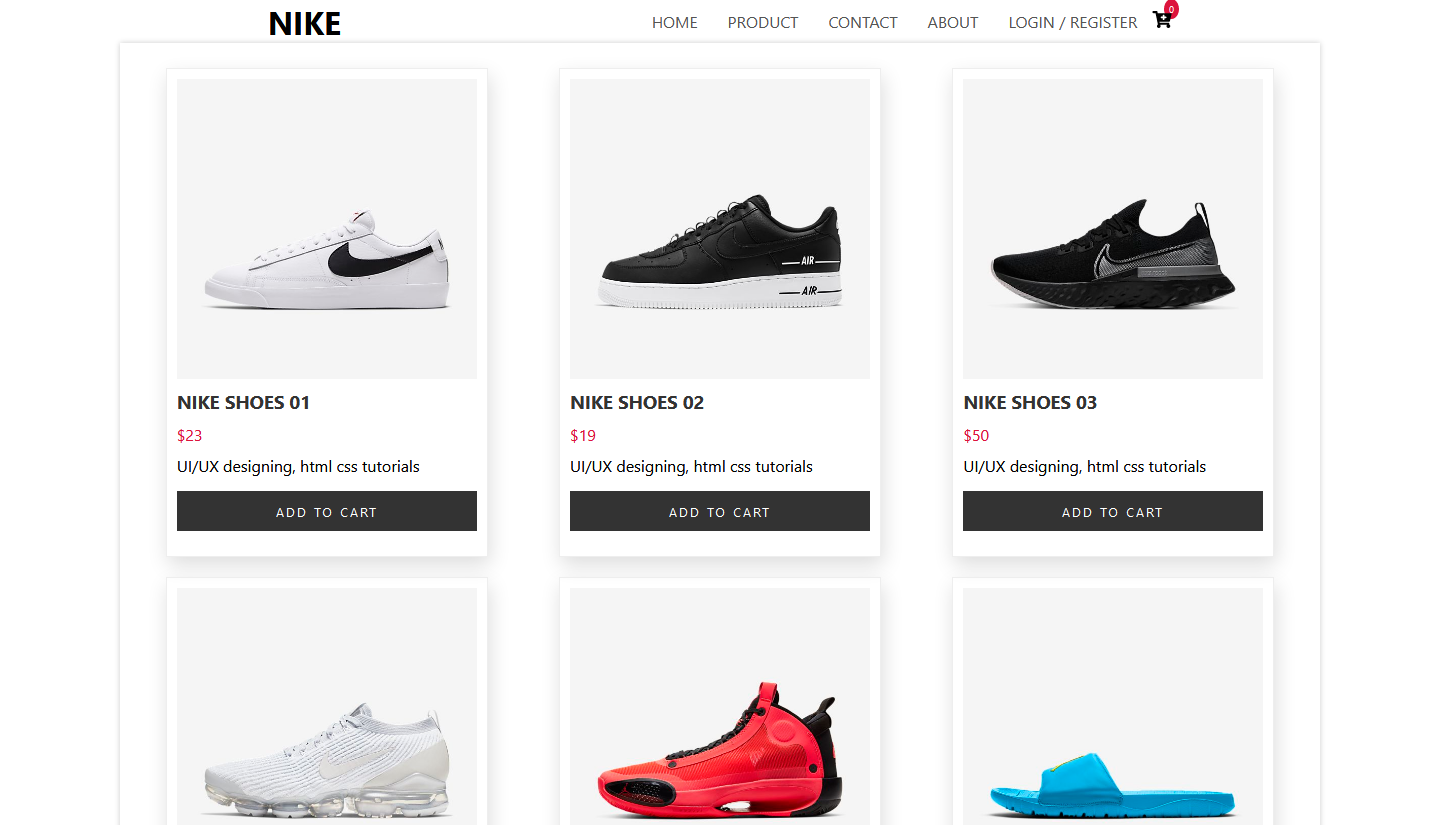 NIKE HOME PRODUCT CONTACT ABOUT LOGIN / REGISTER 0
AIR
AIR
NIKE SHOES 01
$23
UI/UX designing, html css tutorials
ADD TO CART
NIKE SHOES 02
$19
UI/UX designing, html css tutorials
ADD TO CART
NIKE SHOES 03
$50
UI/UX designing, html css tutorials
ADD TO CART